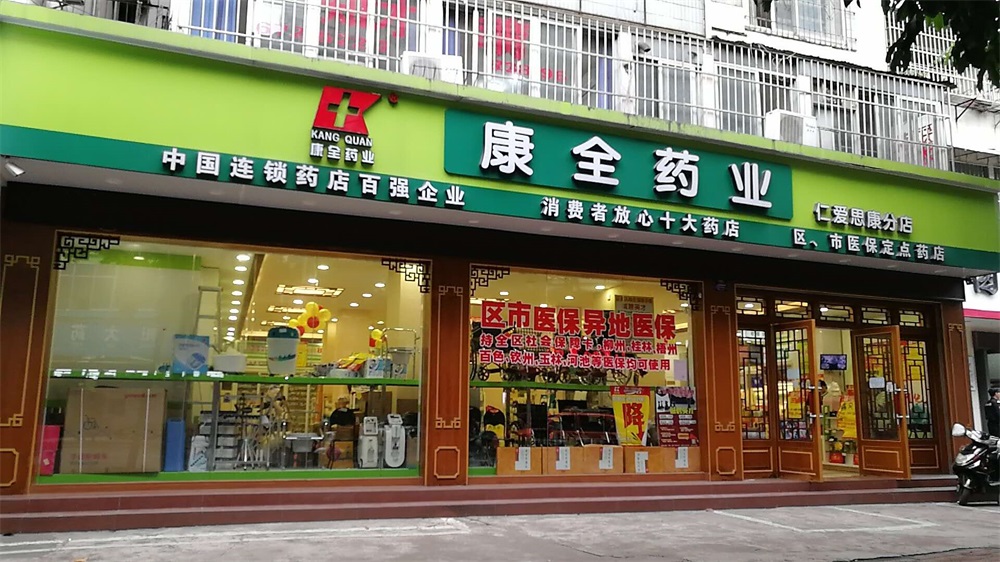 KANG QUAN
康全药业
康全药业
中国连锁药店百强企业
消费者放心十大药店
仁爱思康分店
区、市医保定点药店
区市医保异地医保
持全区社会保障卡、柳州、桂林、梧州
百色、钦州、玉林、河池等医保均可使用
降